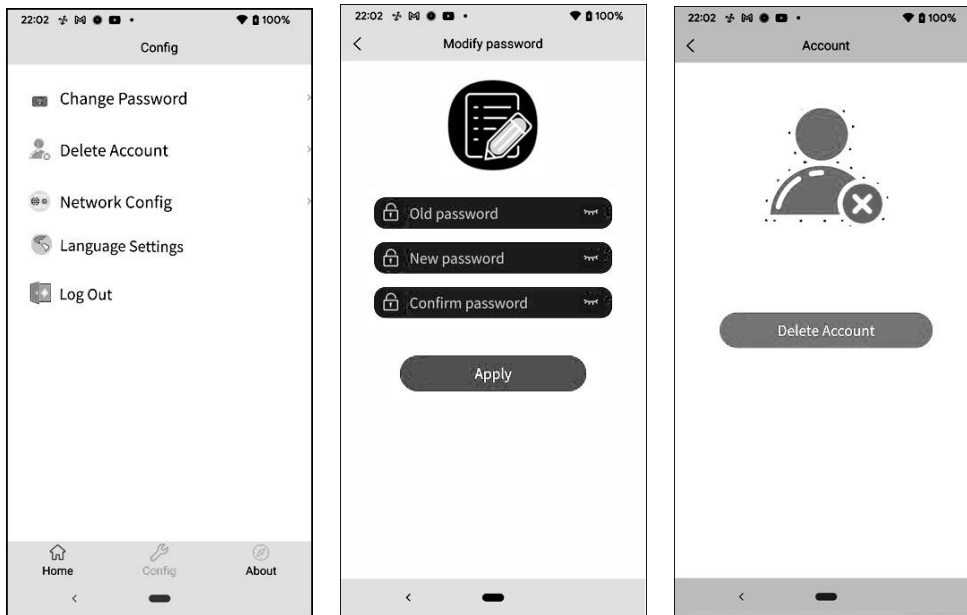 22:02 100%
Config
Change Password
Delete Account
Network Config
Language Settings
Log Out
Home Config About
22:02 100%
Modify password
Old password
New password
Confirm password
Apply
22:02 100%
Account
Delete Account